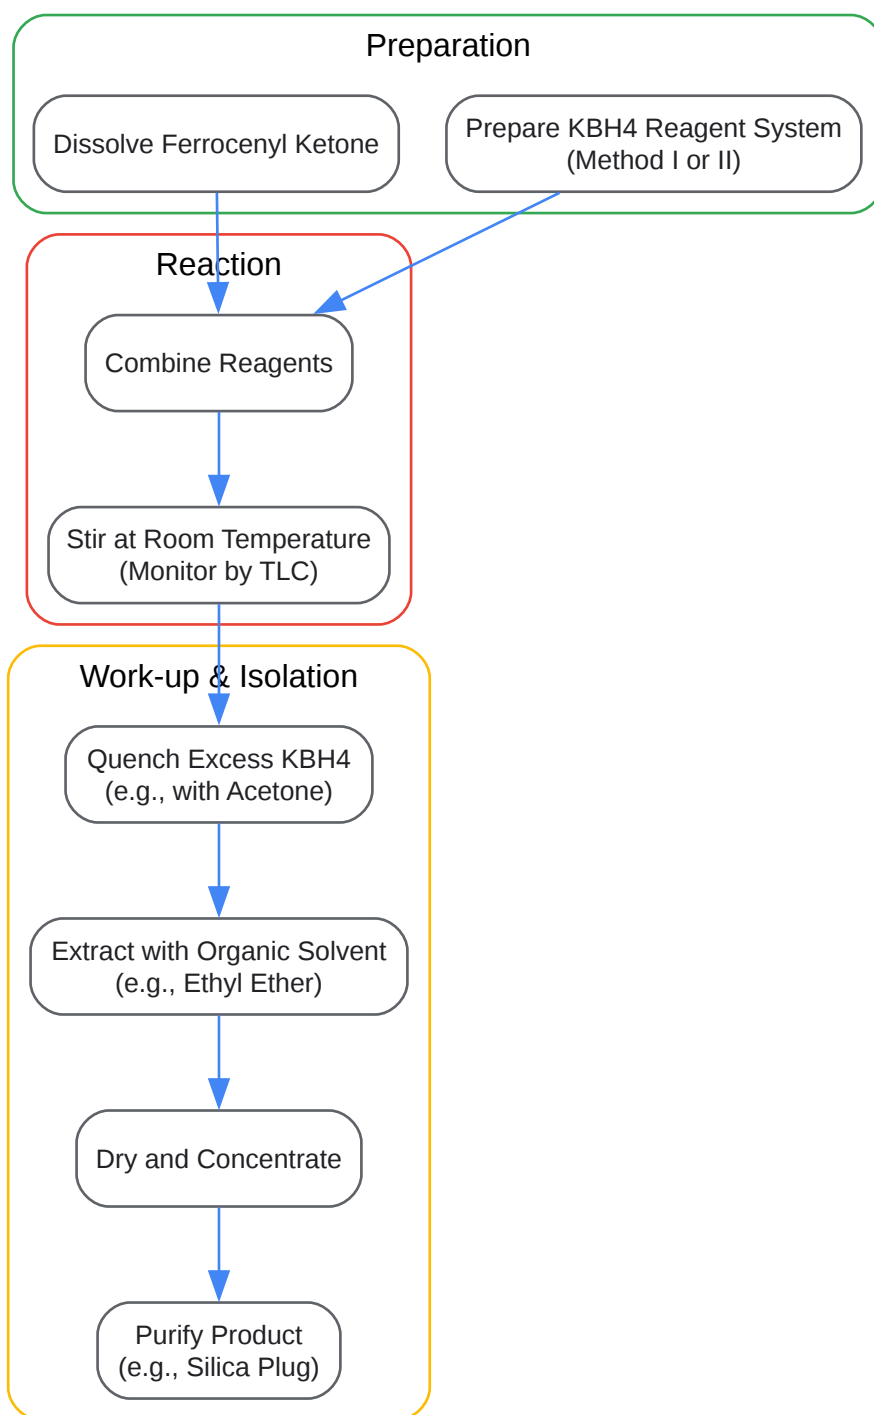 Preparation
Dissolve Ferrocenyl Ketone
Prepare KBH4 Reagent System
(Method I or II)
Reaction
Combine Reagents
Stir at Room Temperature
(Monitor by TLC)
Work-up & Isolation
Quench Excess KBH4
(e.g., with Acetone)
Extract with Organic Solvent
(e.g., Ethyl Ether)
Dry and Concentrate
Purify Product
(e.g., Silica Plug)